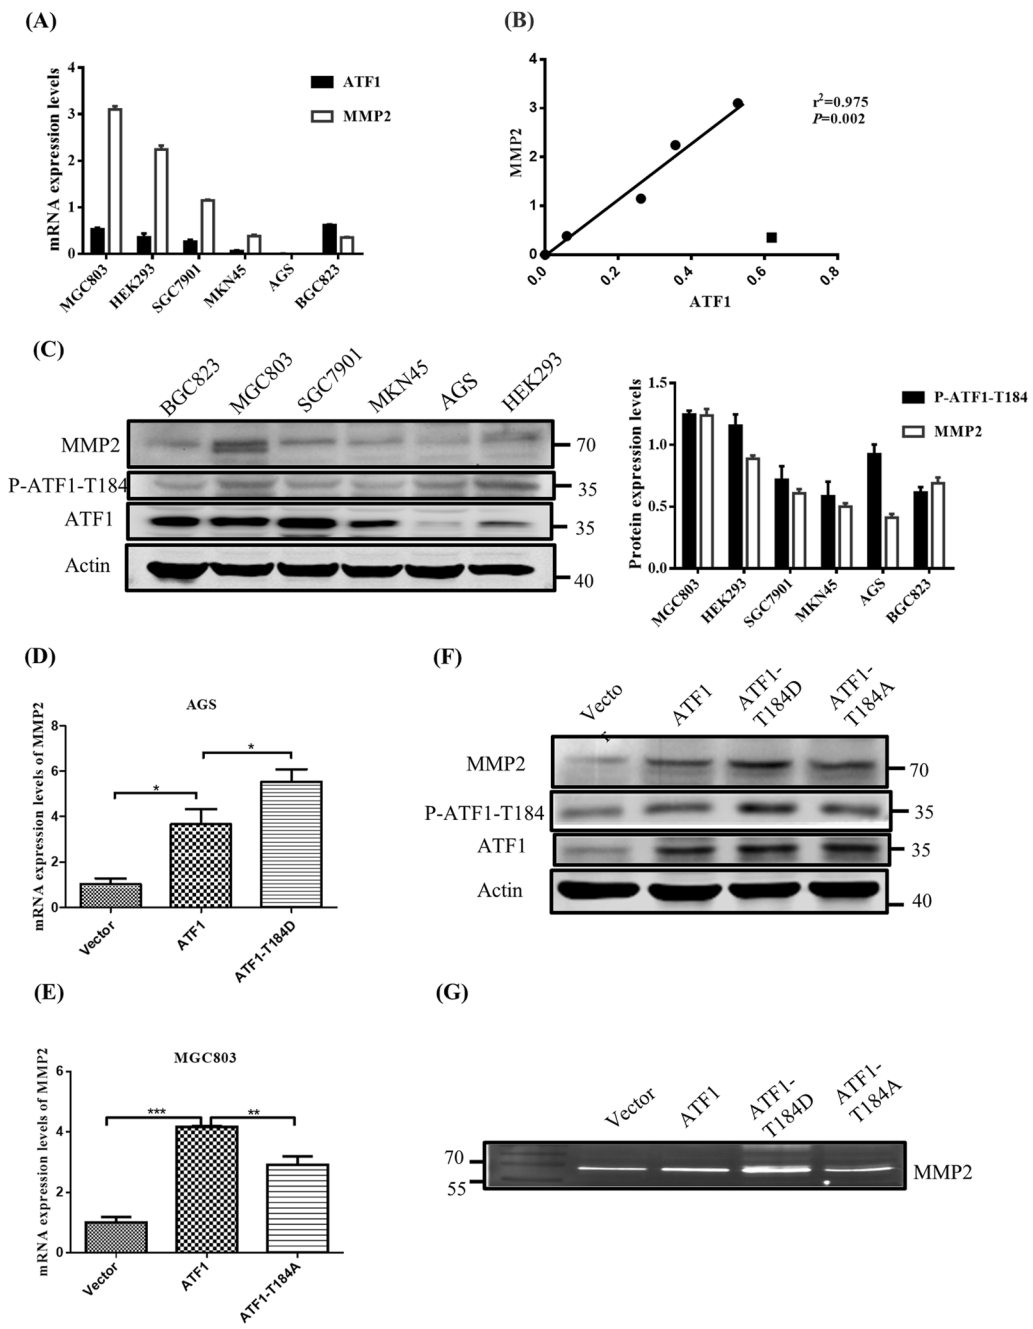 (A)
mRNA expression levels
4
3
2
1
0
ATF1
MMP2
MGC803
HEK293
SGC7901
MKN45
AGS
BGC823
(B)
MMP2
4
3
2
1
0
0.0
0.2
0.4
0.6
0.8
ATF1
r²=0.975
P=0.002
(C)
BGC823
MGC803
SGC7901
MKN45
AGS
HEK293
MMP2
70
P-ATF1-T184
35
ATF1
35
Actin
40
Protein expression levels
1.5
1.0
0.5
0.0
P-ATF1-T184
MMP2
MGC803
HEK293
SGC7901
MKN45
AGS
BGC823
(D)
AGS
mRNA expression levels of MMP2
8
6
4
2
0
*
*
Vector
ATF1
ATF1-T184D
(F)
Vecto
r
ATF1
ATF1-
T184D
ATF1-
T184A
MMP2
70
P-ATF1-T184
35
ATF1
35
Actin
40
(E)
MGC803
mRNA expression levels of MMP2
6
4
2
0
***
**
Vector
ATF1
ATF1-T184A
(G)
Vector
ATF1
ATF1-
T184D
ATF1-
T184A
70
55
MMP2